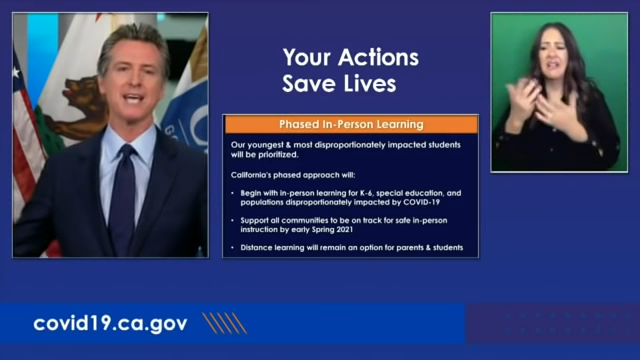 Your Actions
Save Lives
Phased In-Person Learning
Our youngest & most disproportionately impacted students
will be prioritized.
California's phased approach will:
• Begin with in-person learning for K-6, special education, and
populations disproportionately impacted by COVID-19
• Support all communities to be on track for safe in-person
instruction by early Spring 2021
• Distance learning will remain an option for parents & students
covid19.ca.gov